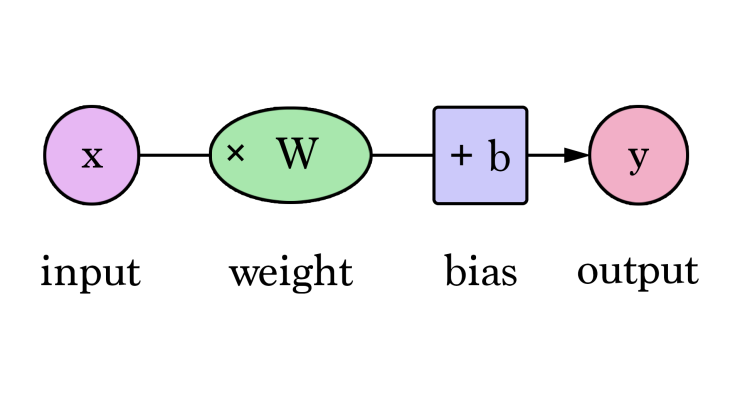 x × W + b y
input weight bias output